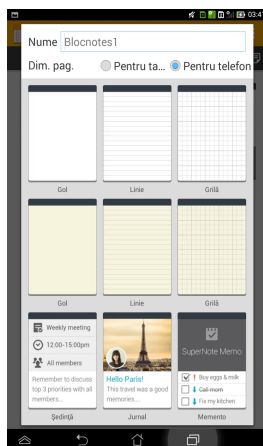 03:41
Nume Blocnotes1
Dim. pag. Pentru ta... Pentru telefon
Gol Linie Grilă
Gol Linie Grilă
Weekly meeting
12:00-15:00pm
All members
Remember to discuss
top 3 priorities with all
members...
Hello Paris!
This travel was a good
memories...
SuperNote Memo
Buy eggs & milk
Call mom
Fix my kitchen
Ședință Jurnal Memento